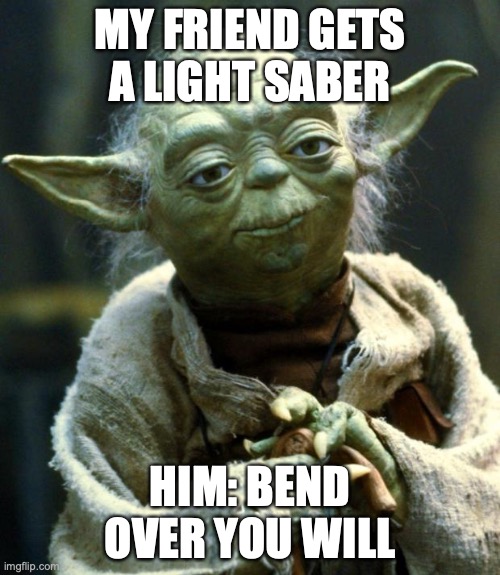 MY FRIEND GETS
A LIGHT SABER
HIM: BEND
OVER YOU WILL
imgflip.com